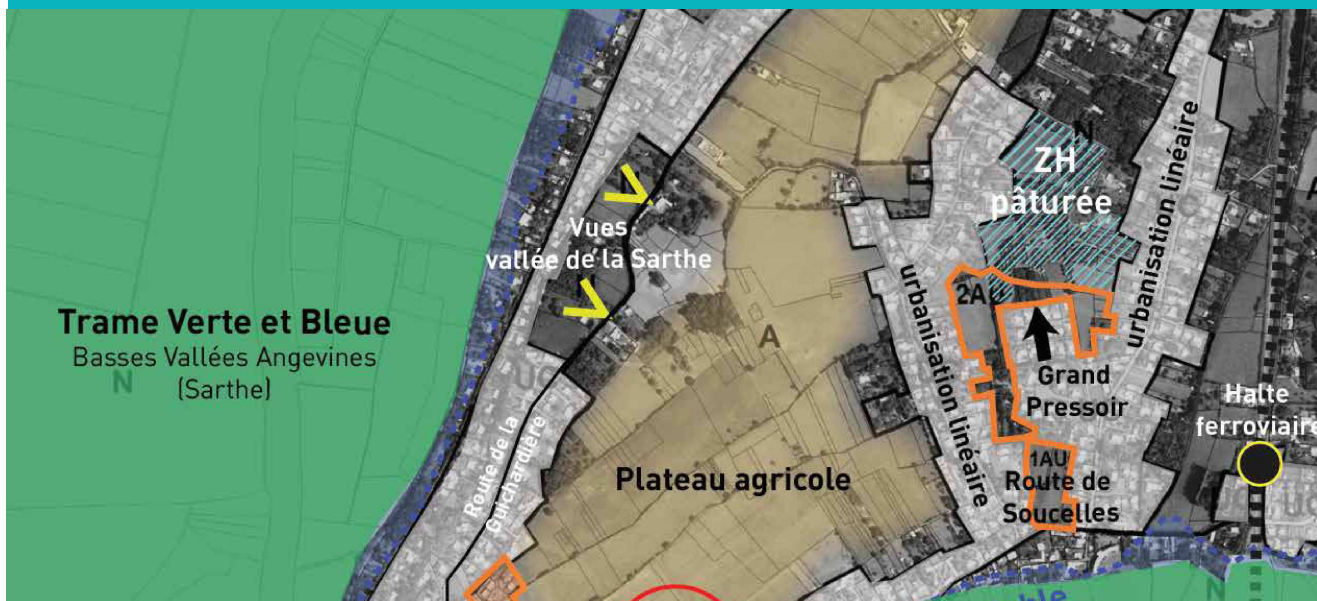 Trame Verte et Bleue
Basses Vallées Angevines
(Sarthe)
N
Vues
vallée de la Sarthe
N
Route de la
Guichardière
UC
Plateau agricole
A
urbanisation linéaire
N
ZH
pâturée
urbanisation linéaire
2A
Grand
Pressoir
1AU
Route de
Soucelles
Halte
ferroviaire
N